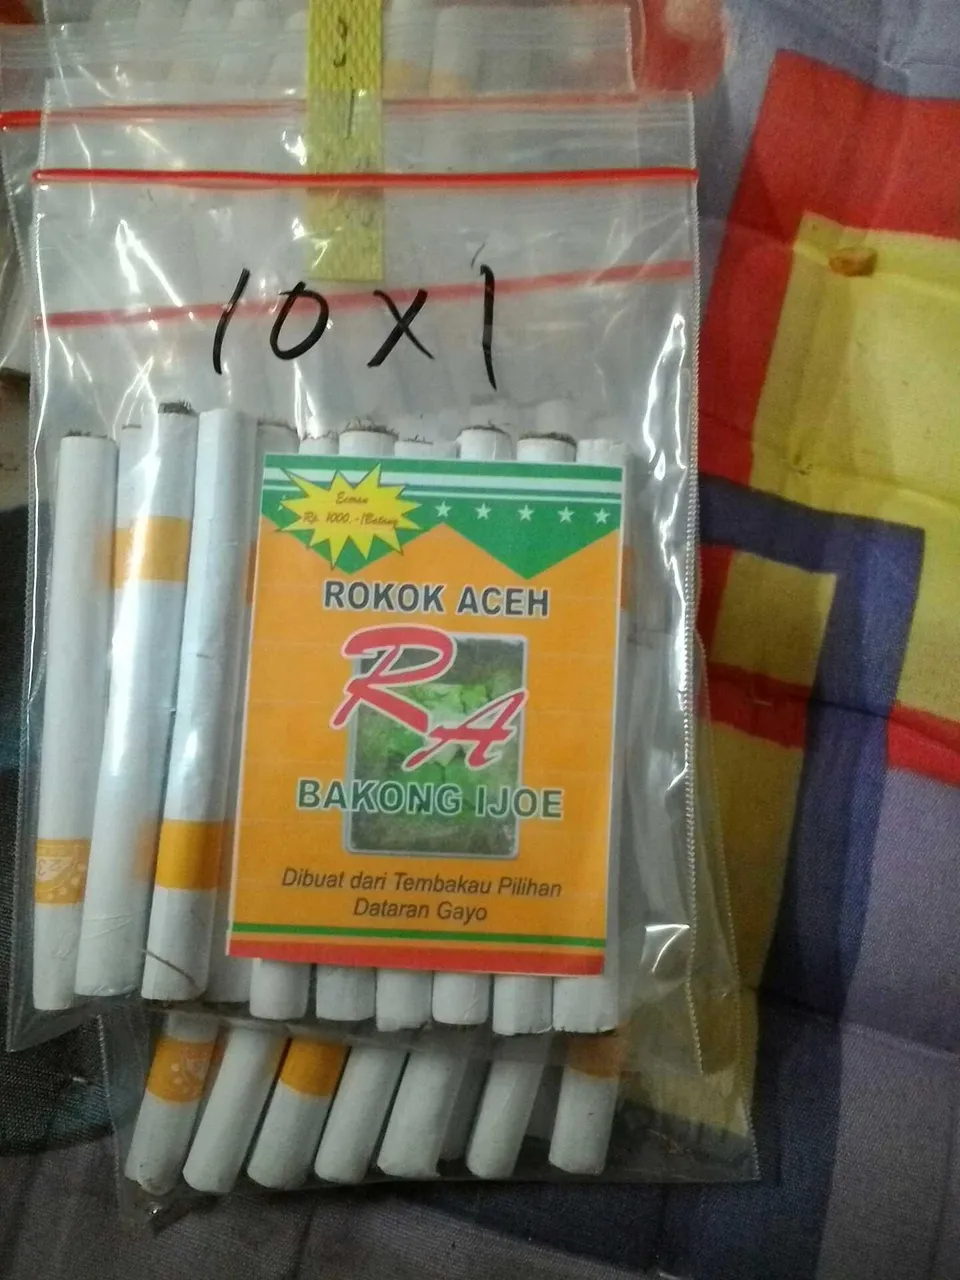 10 X 1
Eceran
Rp. 1000,-/Batang
ROKOK ACEH
RA
BAKONG IJOE
Dibuat dari Tembakau Pilihan
Dataran Gayo